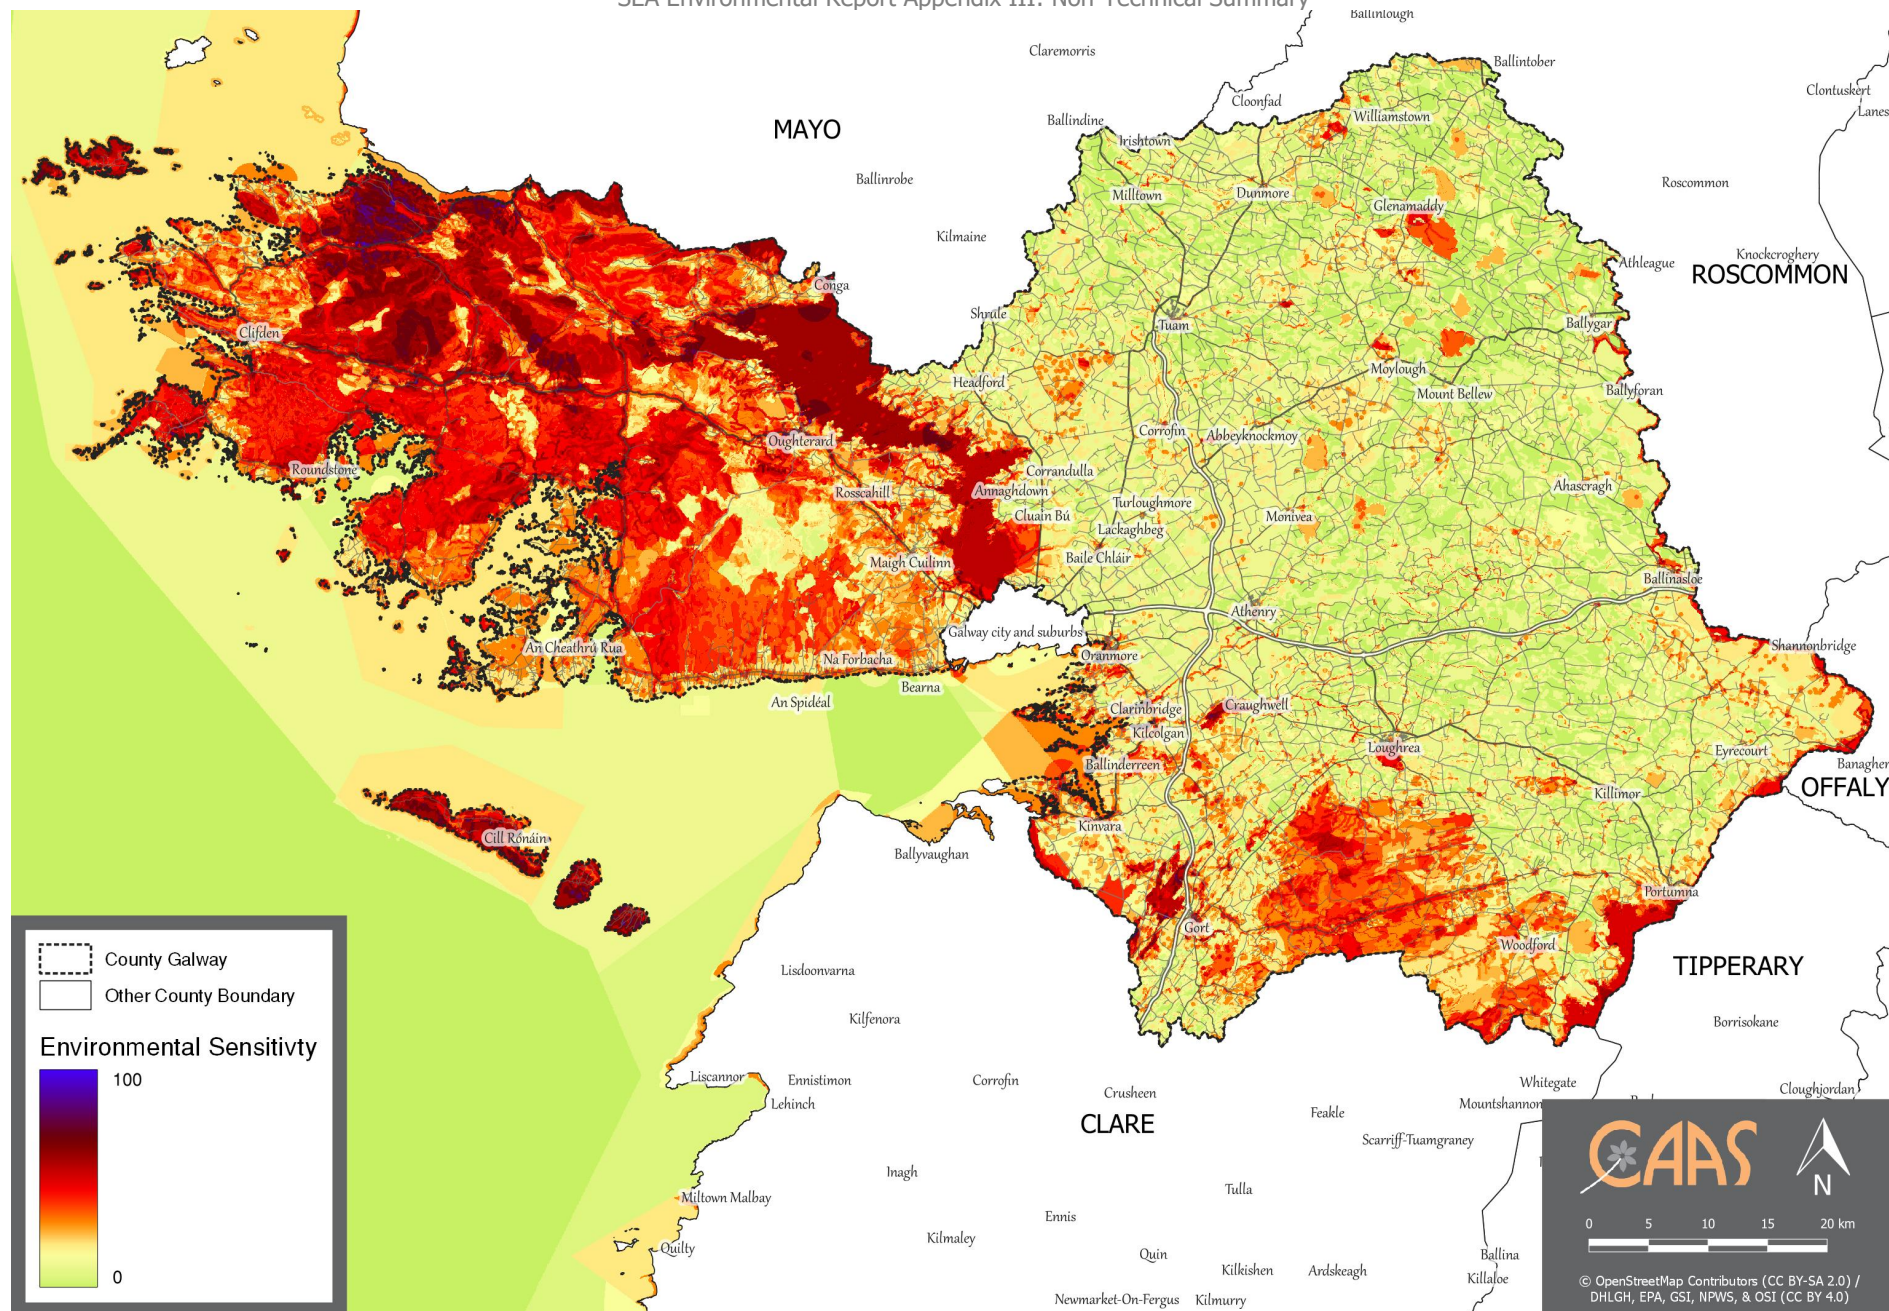 SEA Environmental Report Appendix III: Non-Technical Summary
Ballinlough
Claremorris
Ballintober
Clontuskert
Lanes
Cloonfad
Williamstown
Ballindine
Irishtown
MAYO
Ballinrobe
Milltown
Dunmore
Glenamaddy
Roscommon
Kilmaine
Athleague
Knockcroghery
ROSCOMMON
Conga
Shrule
Tuam
Ballygar
Clifden
Headford
Moylough
Mount Bellew
Ballyforan
Oughterard
Corrofin
Abbeyknockmoy
Roundstone
Corrandulla
Rosscahill
Annaghdown
Ahascragh
Turloughmore
Cluain Bú
Monivea
Lackaghbeg
Maigh Cuilinn
Baile Chláir
Ballinasloe
Athenry
Galway city and suburbs
An Cheathrú Rua
Na Forbacha
Oranmore
Shannonbridge
Bearna
An Spidéal
Clarinbridge
Craughwell
Kilcolgan
Loughrea
Eyrecourt
Ballinderreen
Banagher
OFFALY
Killimor
Cill Rónáin
Kinvara
Ballyvaughan
Portumna
Gort
Woodford
TIPPERARY
Lisdoonvarna
Kilfenora
Borrisokane
Liscannor
Ennistimon
Corrofin
Crusheen
Whitegate
Cloughjordan
Lehinch
Mountshannon
Feakle
CLARE
Scarriff-Tuamgraney
Inagh
Tulla
Miltown Malbay
Ennis
Kilmaley
Quilty
Quin
Ballina
Kilkishen
Ardskeagh
Killaloe
Newmarket-On-Fergus
Kilmurry
County Galway
Other County Boundary
Environmental Sensitivty
100
0
CAAS
N
0 5 10 15 20 km
© OpenStreetMap Contributors (CC BY-SA 2.0) /
DHLGH, EPA, GSI, NPWS, & OSI (CC BY 4.0)